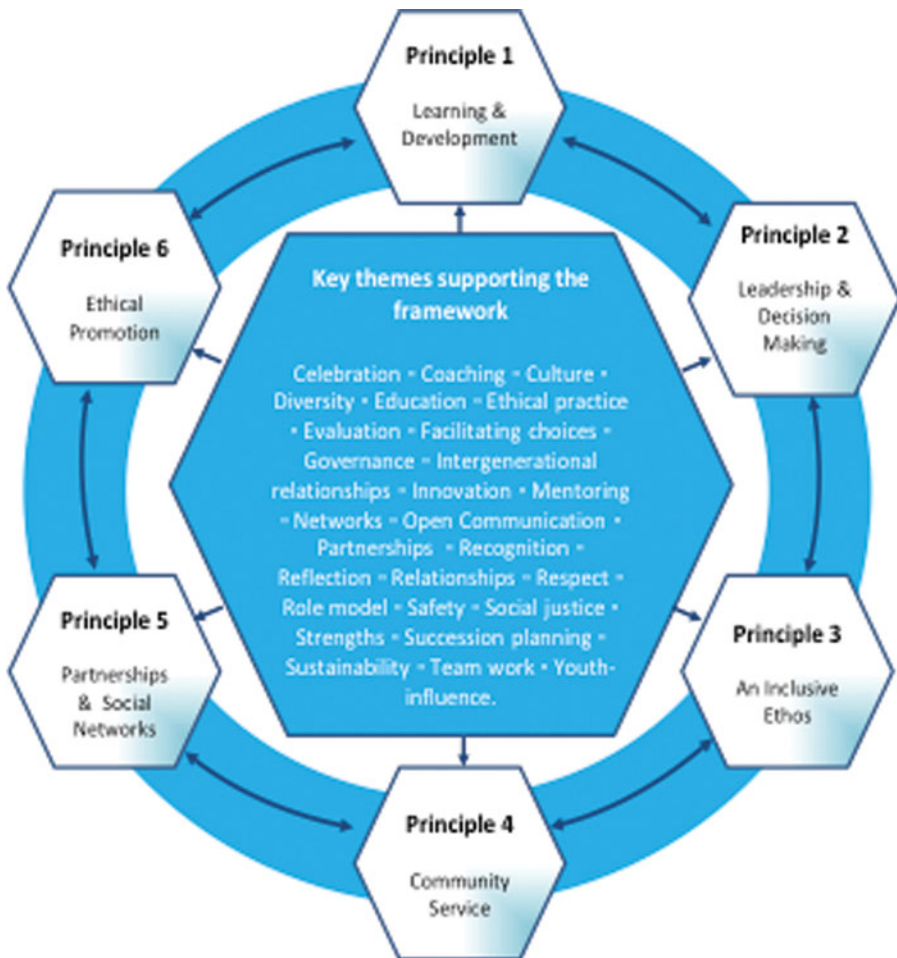 Principle 1
Learning &
Development
Principle 2
Leadership &
Decision
Making
Principle 3
An Inclusive
Ethos
Principle 4
Community
Service
Principle 5
Partnerships
& Social
Networks
Principle 6
Ethical
Promotion
Key themes supporting the
framework
Celebration - Coaching - Culture -
Diversity - Education - Ethical practice
- Evaluation - Facilitating choices -
Governance - Intergenerational
relationships - Innovation - Mentoring
- Networks - Open Communication -
Partnerships - Recognition -
Reflection - Relationships - Respect -
Role model - Safety - Social justice -
Strengths - Succession planning -
Sustainability - Team work - Youth-
influence.